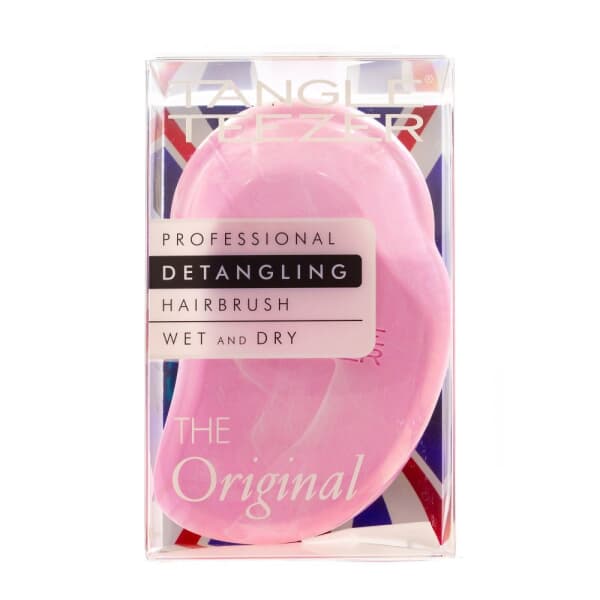 TANGLE
TEEZER®
PROFESSIONAL
DETANGLING
HAIRBRUSH
WET AND DRY
THE
Original